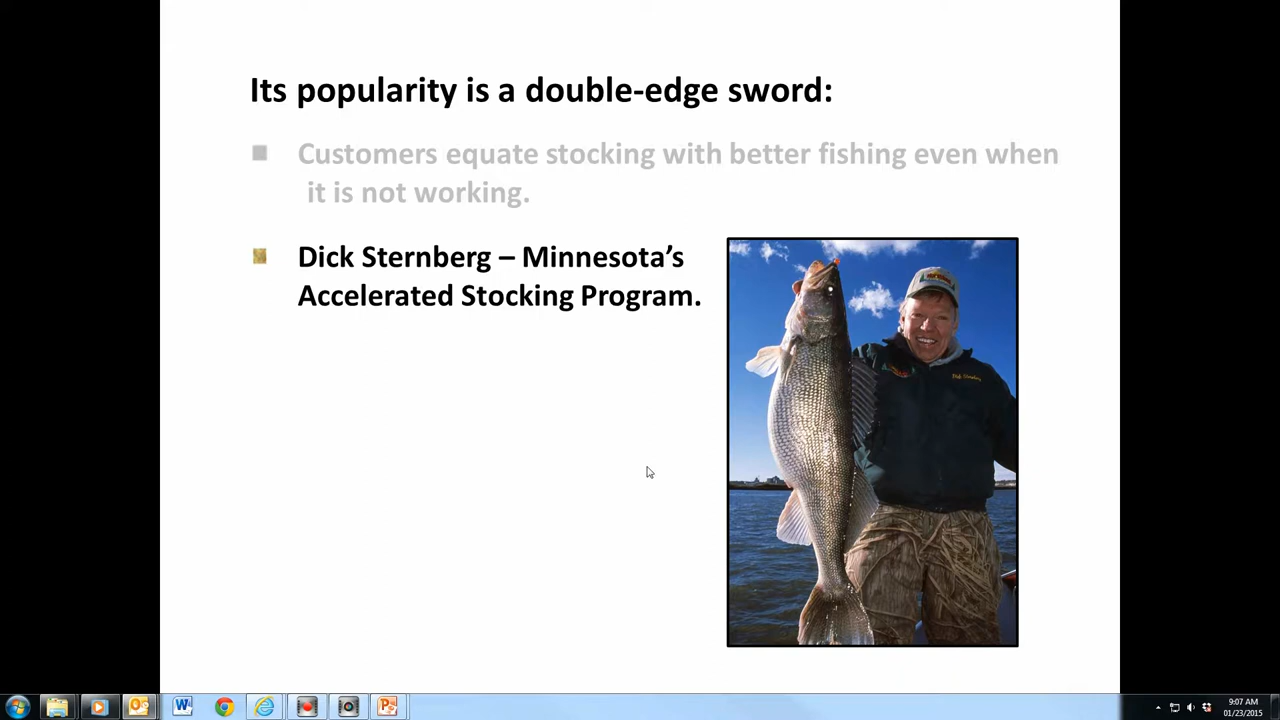 Its popularity is a double-edge sword:
Customers equate stocking with better fishing even when
it is not working.
Dick Sternberg – Minnesota’s
Accelerated Stocking Program.
9:07 AM
01/23/2015